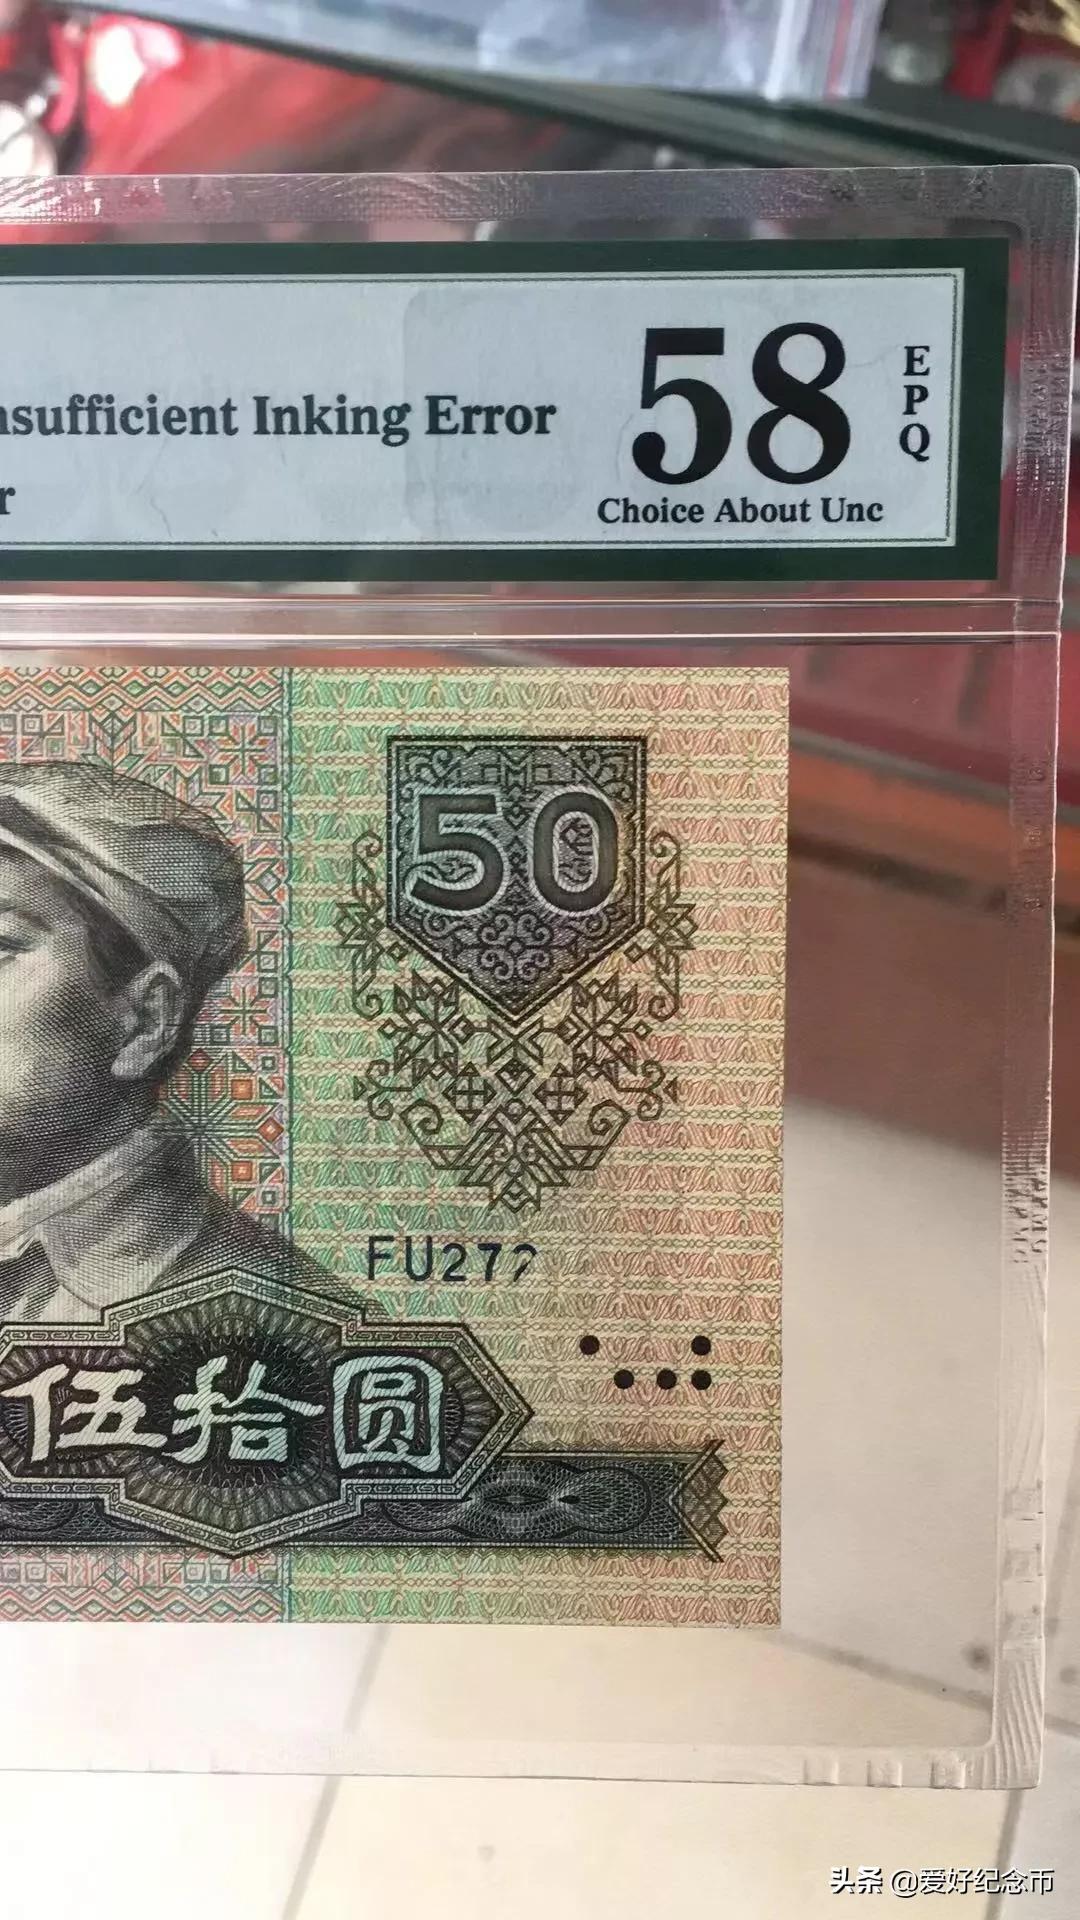 nsufficient Inking Error
r
58
EPQ
Choice About Unc
50
FU272
伍拾圆
头条 @爱好纪念币